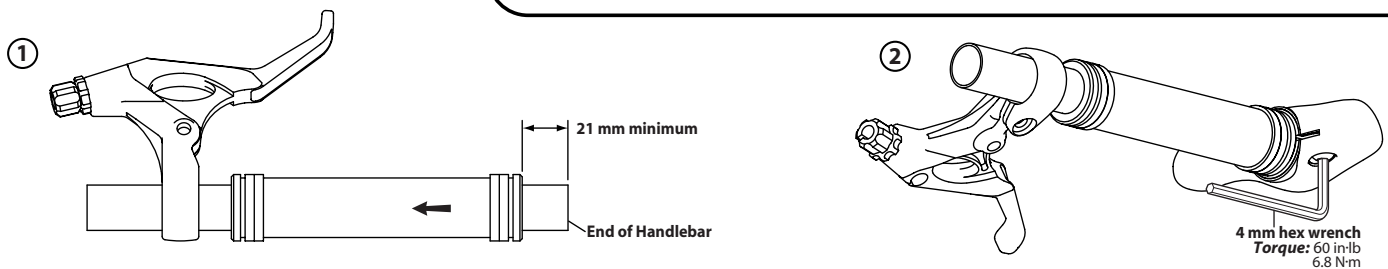 1
21 mm minimum
End of Handlebar
2
4 mm hex wrench
Torque: 60 in·lb
6.8 N·m